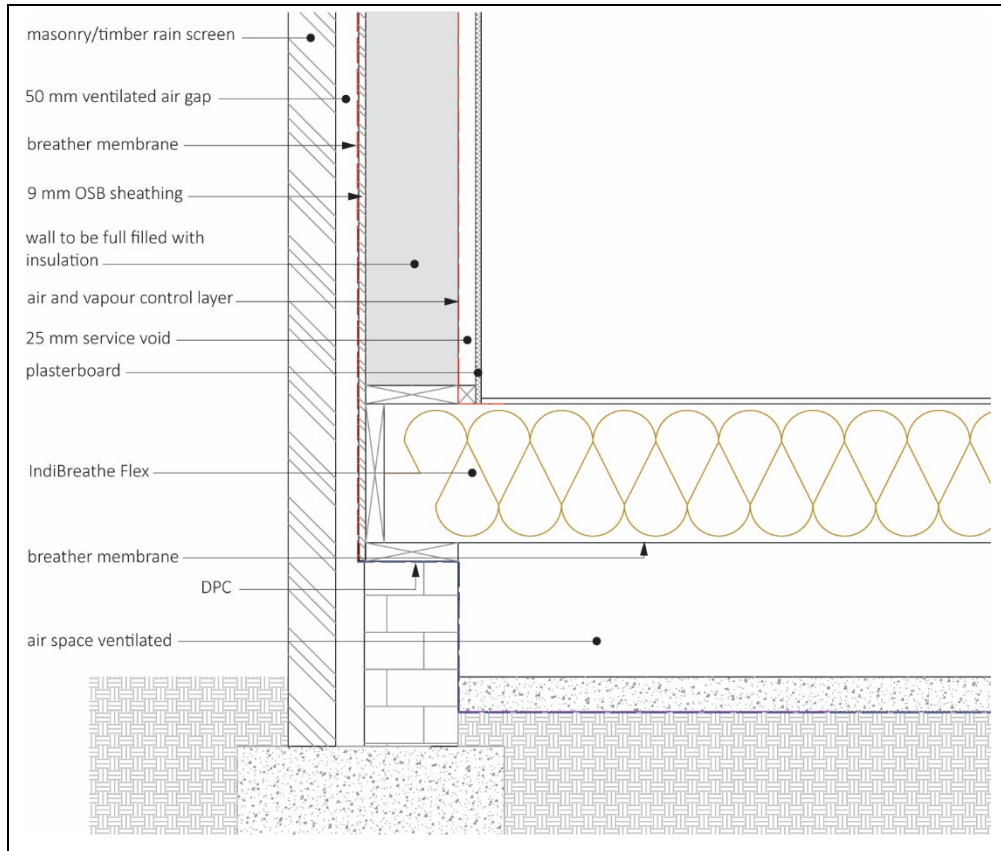 masonry/timber rain screen
50 mm ventilated air gap
breather membrane
9 mm OSB sheathing
wall to be full filled with
insulation
air and vapour control layer
25 mm service void
plasterboard
IndiBreathe Flex
breather membrane
DPC
air space ventilated